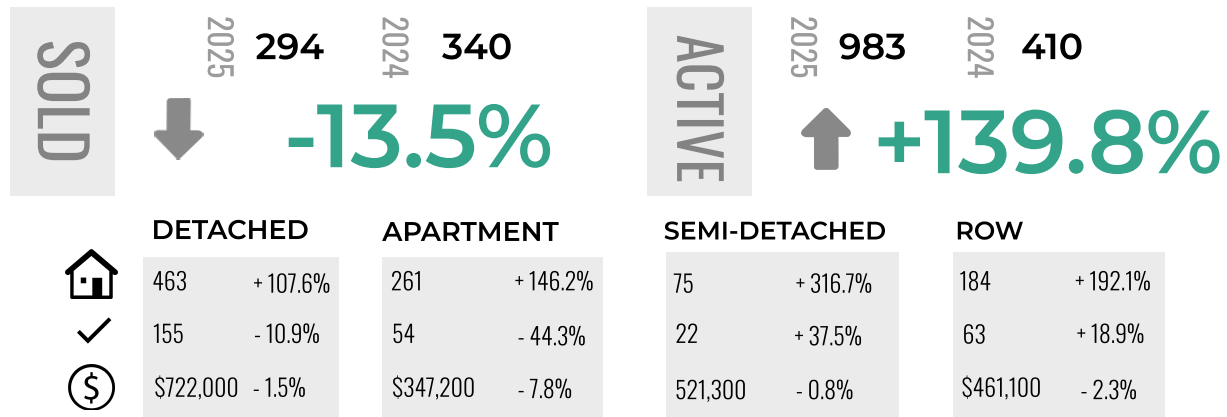 SOLD
2025 294 2024 340
-13.5%
ACTIVE
2025 983 2024 410
+139.8%
DETACHED
463 + 107.6%
155 - 10.9%
$722,000 - 1.5%
APARTMENT
261 + 146.2%
54 - 44.3%
$347,200 - 7.8%
SEMI-DETACHED
75 + 316.7%
22 + 37.5%
521,300 - 0.8%
ROW
184 + 192.1%
63 + 18.9%
$461,100 - 2.3%
$